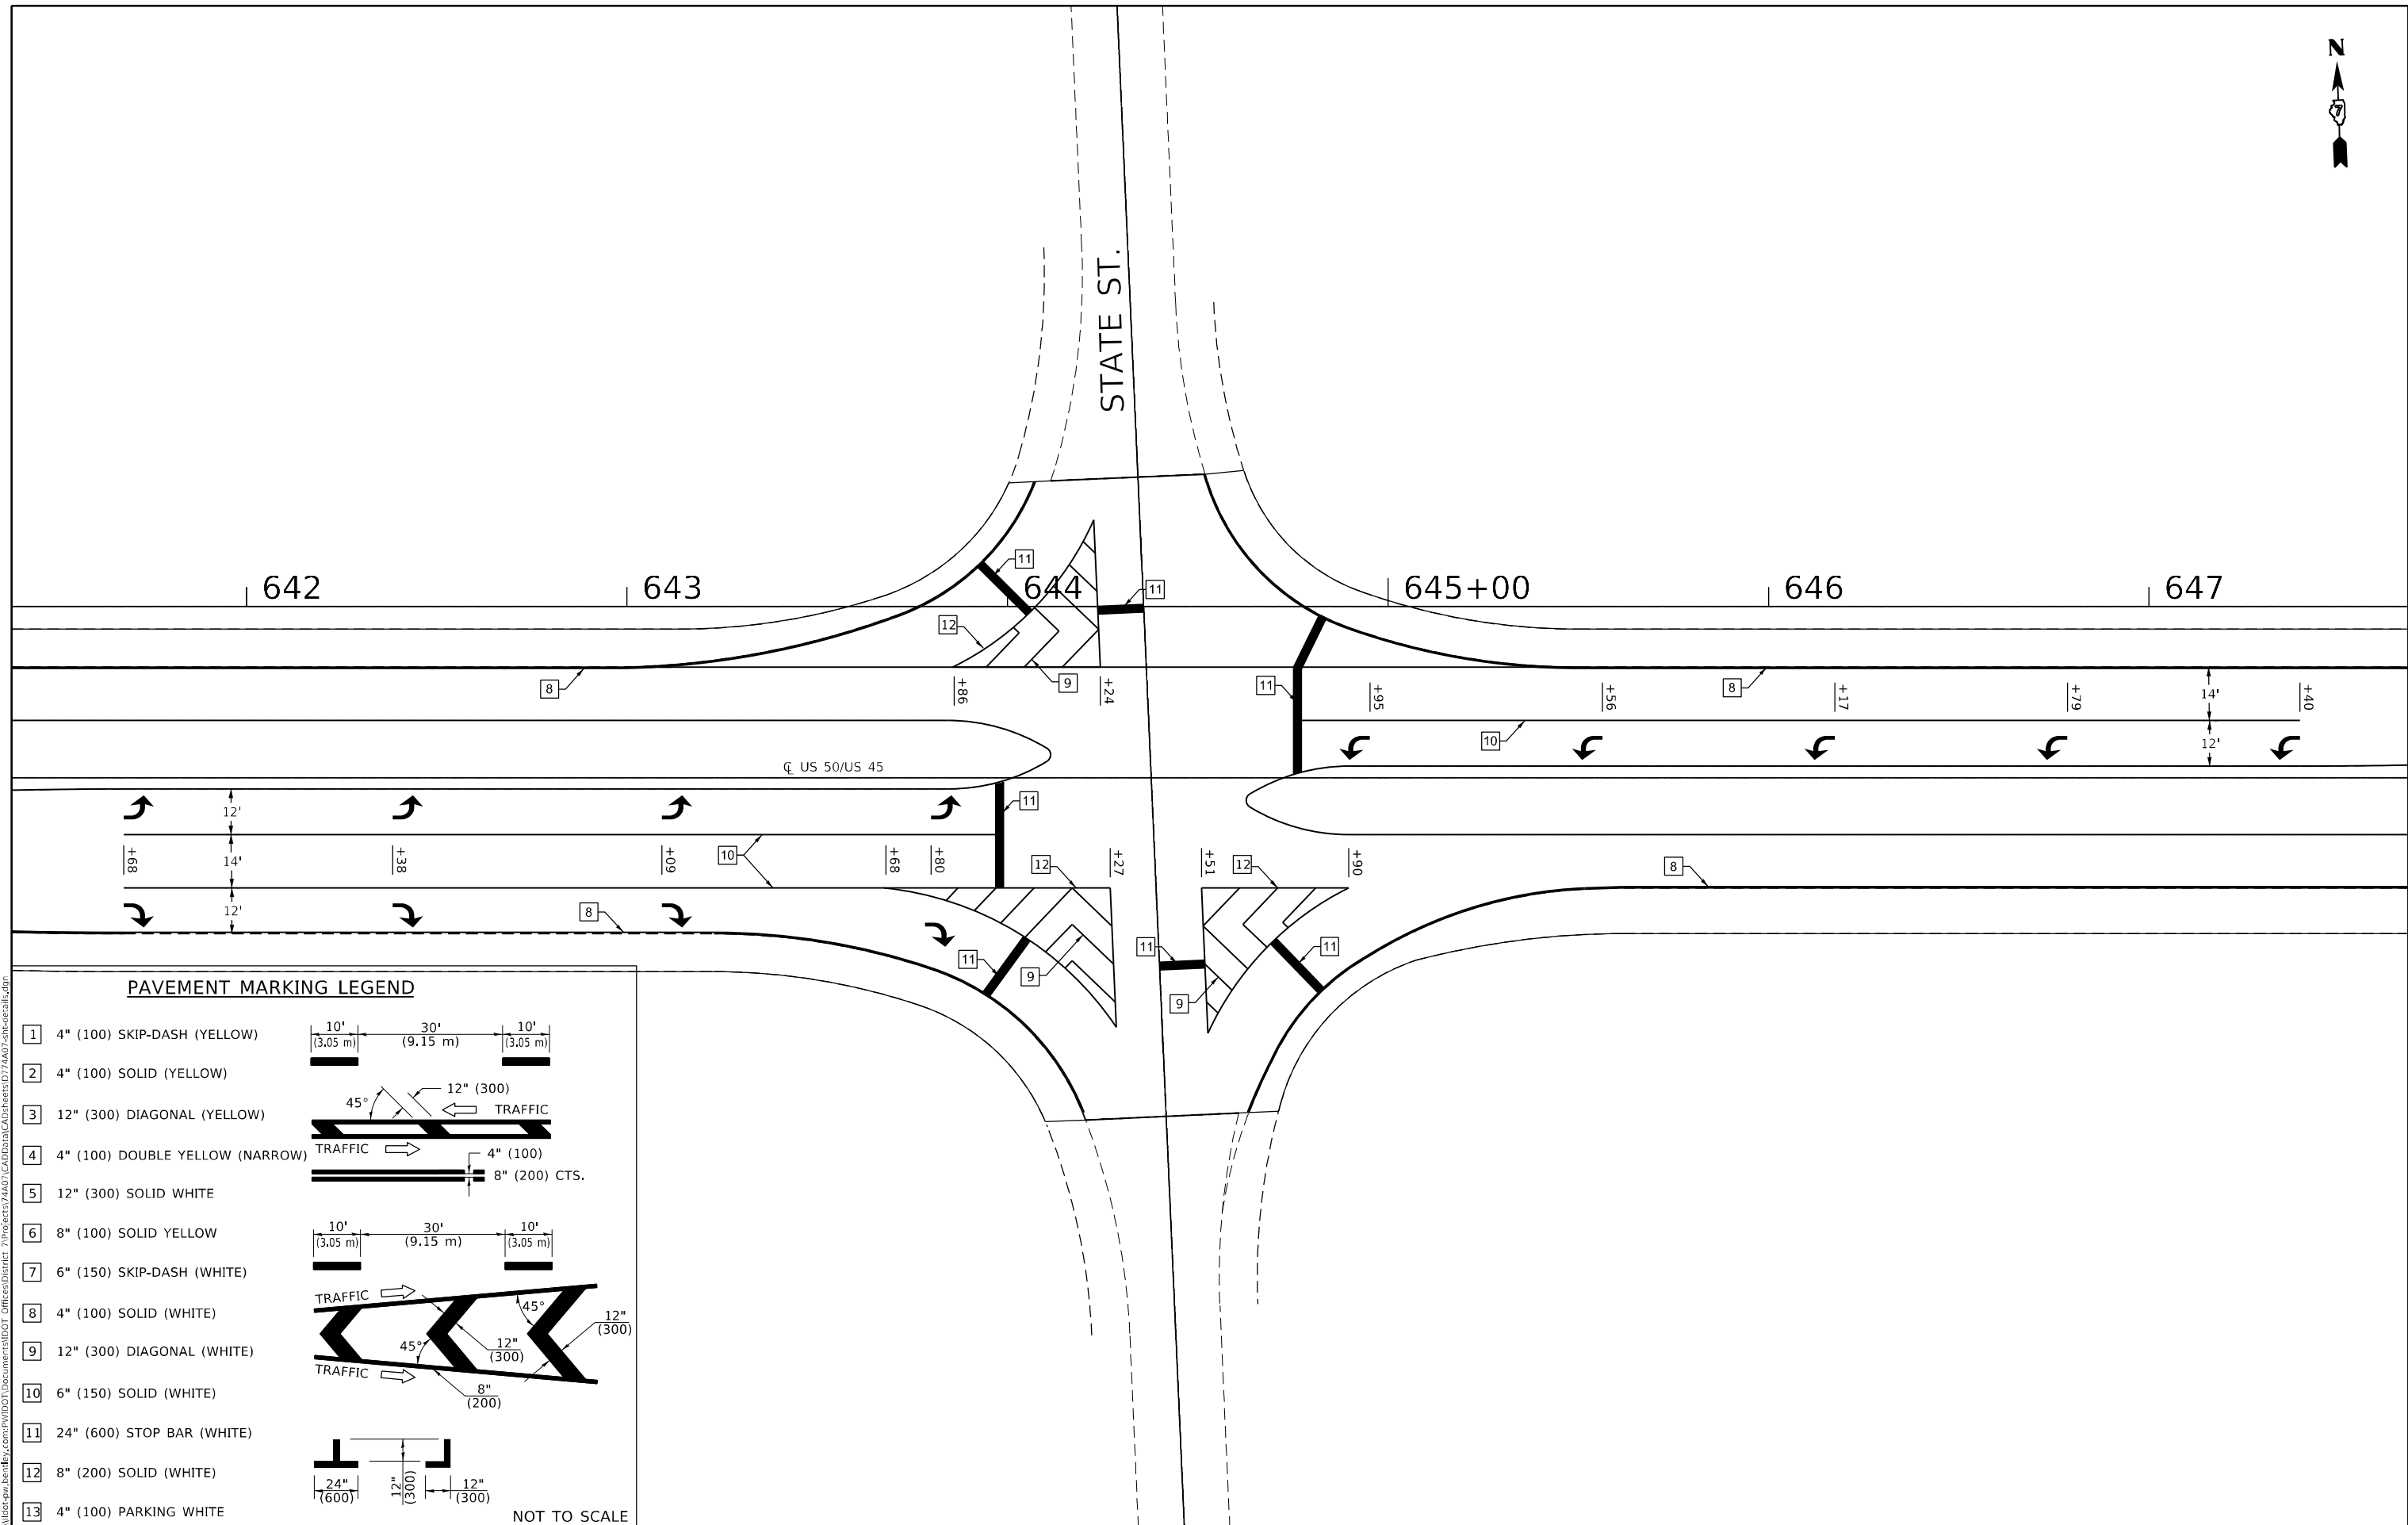 N
7
STATE ST.
11
642
643
644
645+00
646
647
11
12
8
+86
9
+24
11
+95
+56
8
+17
+79
14'
+40
10
12'
℄ US 50/US 45
12'
11
+68
14'
+38
+09
10
+68
+80
12
+27
+51
12
+90
8
12'
8
11
9
11
9
11
PAVEMENT MARKING LEGEND
1 4" (100) SKIP-DASH (YELLOW)
10' 30' 10'
(3.05 m) (9.15 m) (3.05 m)
2 4" (100) SOLID (YELLOW)
3 12" (300) DIAGONAL (YELLOW)
45° 12" (300)
TRAFFIC
TRAFFIC
4 4" (100) DOUBLE YELLOW (NARROW)
4" (100)
8" (200) CTS.
5 12" (300) SOLID WHITE
6 8" (100) SOLID YELLOW
10' 30' 10'
(3.05 m) (9.15 m) (3.05 m)
7 6" (150) SKIP-DASH (WHITE)
8 4" (100) SOLID (WHITE)
TRAFFIC
45°
12"
(300)
9 12" (300) DIAGONAL (WHITE)
45°
12"
(300)
TRAFFIC
8"
(200)
10 6" (150) SOLID (WHITE)
11 24" (600) STOP BAR (WHITE)
12 8" (200) SOLID (WHITE)
24"
(600)
12"
(300)
12"
(300)
13 4" (100) PARKING WHITE
NOT TO SCALE